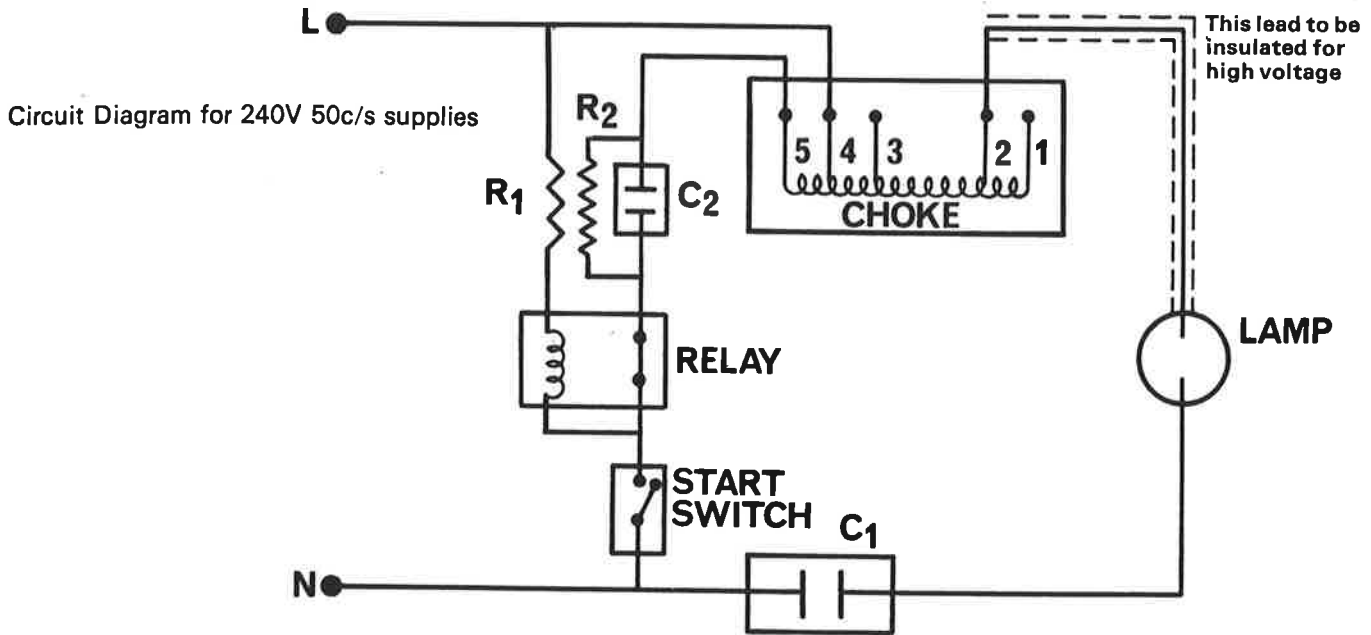 L
This lead to be
insulated for
high voltage
Circuit Diagram for 240V 50c/s supplies
R2
R1
C2
5 4 3 2 1
CHOKE
RELAY
LAMP
START
SWITCH
C1
N